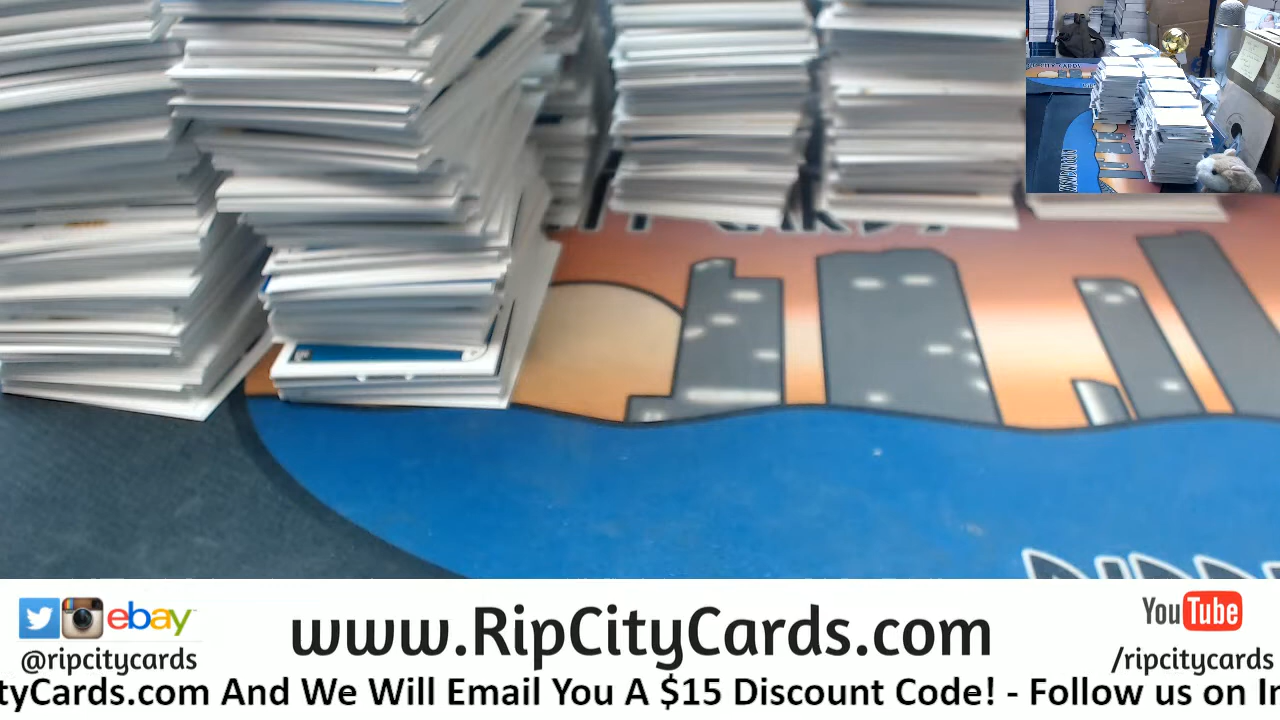 www.RipCityCards.com
ebay
@ripcitycards
YouTube
/ripcitycards
tyCards.com And We Will Email You A $15 Discount Code! - Follow us on In